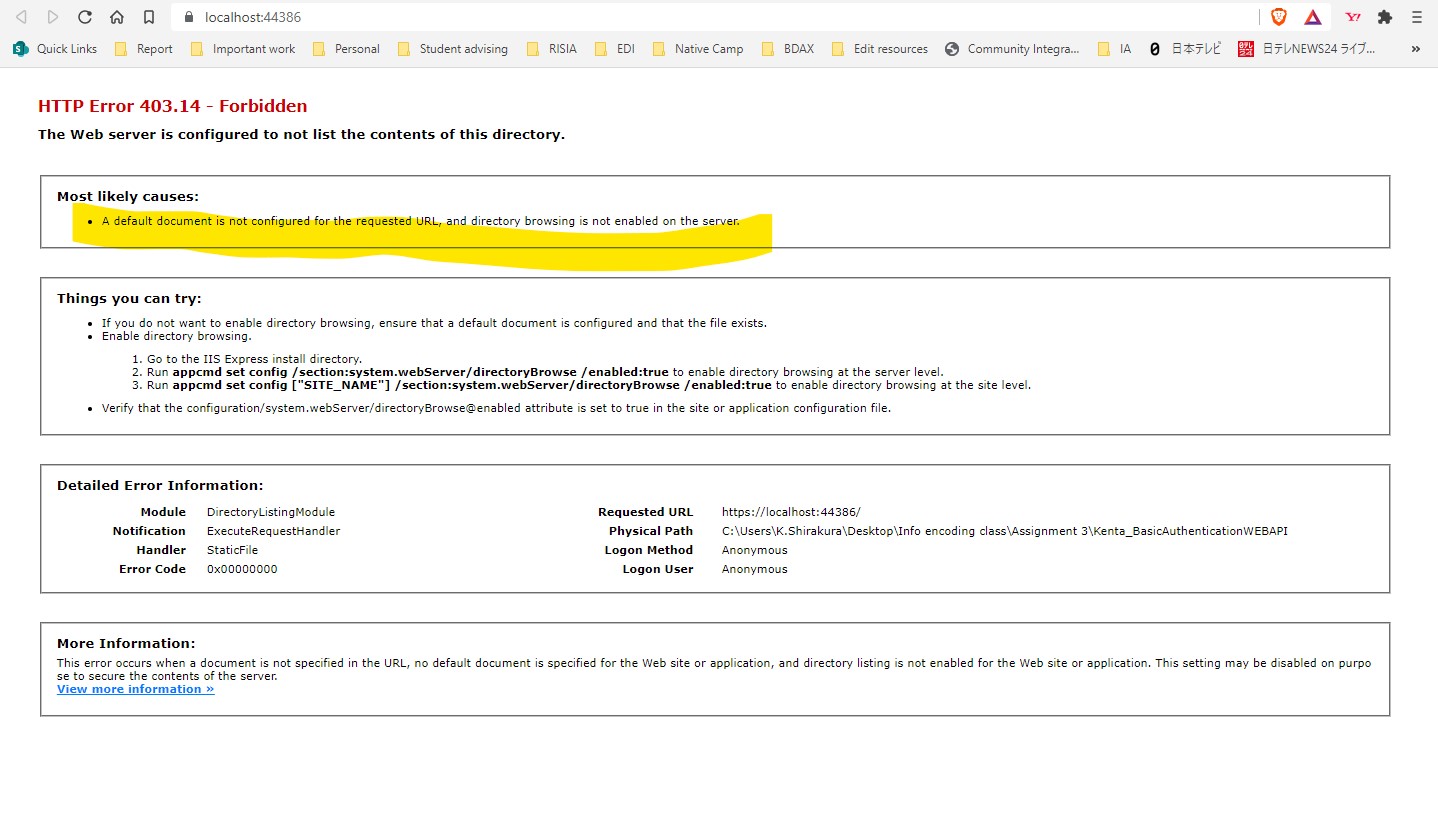 localhost:44386
Quick Links Report Important work Personal Student advising RISIA EDI Native Camp BDAX Edit resources Community Integra... IA 日本テレビ 日テレNEWS24 ライブ... »
HTTP Error 403.14 - Forbidden
The Web server is configured to not list the contents of this directory.
Most likely causes:
• A default document is not configured for the requested URL, and directory browsing is not enabled on the server.
Things you can try:
• If you do not want to enable directory browsing, ensure that a default document is configured and that the file exists.
• Enable directory browsing.
1. Go to the IIS Express install directory.
2. Run appcmd set config /section:system.webServer/directoryBrowse /enabled:true to enable directory browsing at the server level.
3. Run appcmd set config ["SITE_NAME"] /section:system.webServer/directoryBrowse /enabled:true to enable directory browsing at the site level.
• Verify that the configuration/system.webServer/directoryBrowse@enabled attribute is set to true in the site or application configuration file.
Detailed Error Information:
Module DirectoryListingModule Requested URL https://localhost:44386/
Notification ExecuteRequestHandler Physical Path C:\Users\K.Shirakura\Desktop\Info encoding class\Assignment 3\Kenta_BasicAuthenticationWEBAPI
Handler StaticFile Logon Method Anonymous
Error Code 0x00000000 Logon User Anonymous
More Information:
This error occurs when a document is not specified in the URL, no default document is specified for the Web site or application, and directory listing is not enabled for the Web site or application. This setting may be disabled on purpo
se to secure the contents of the server.
View more information »